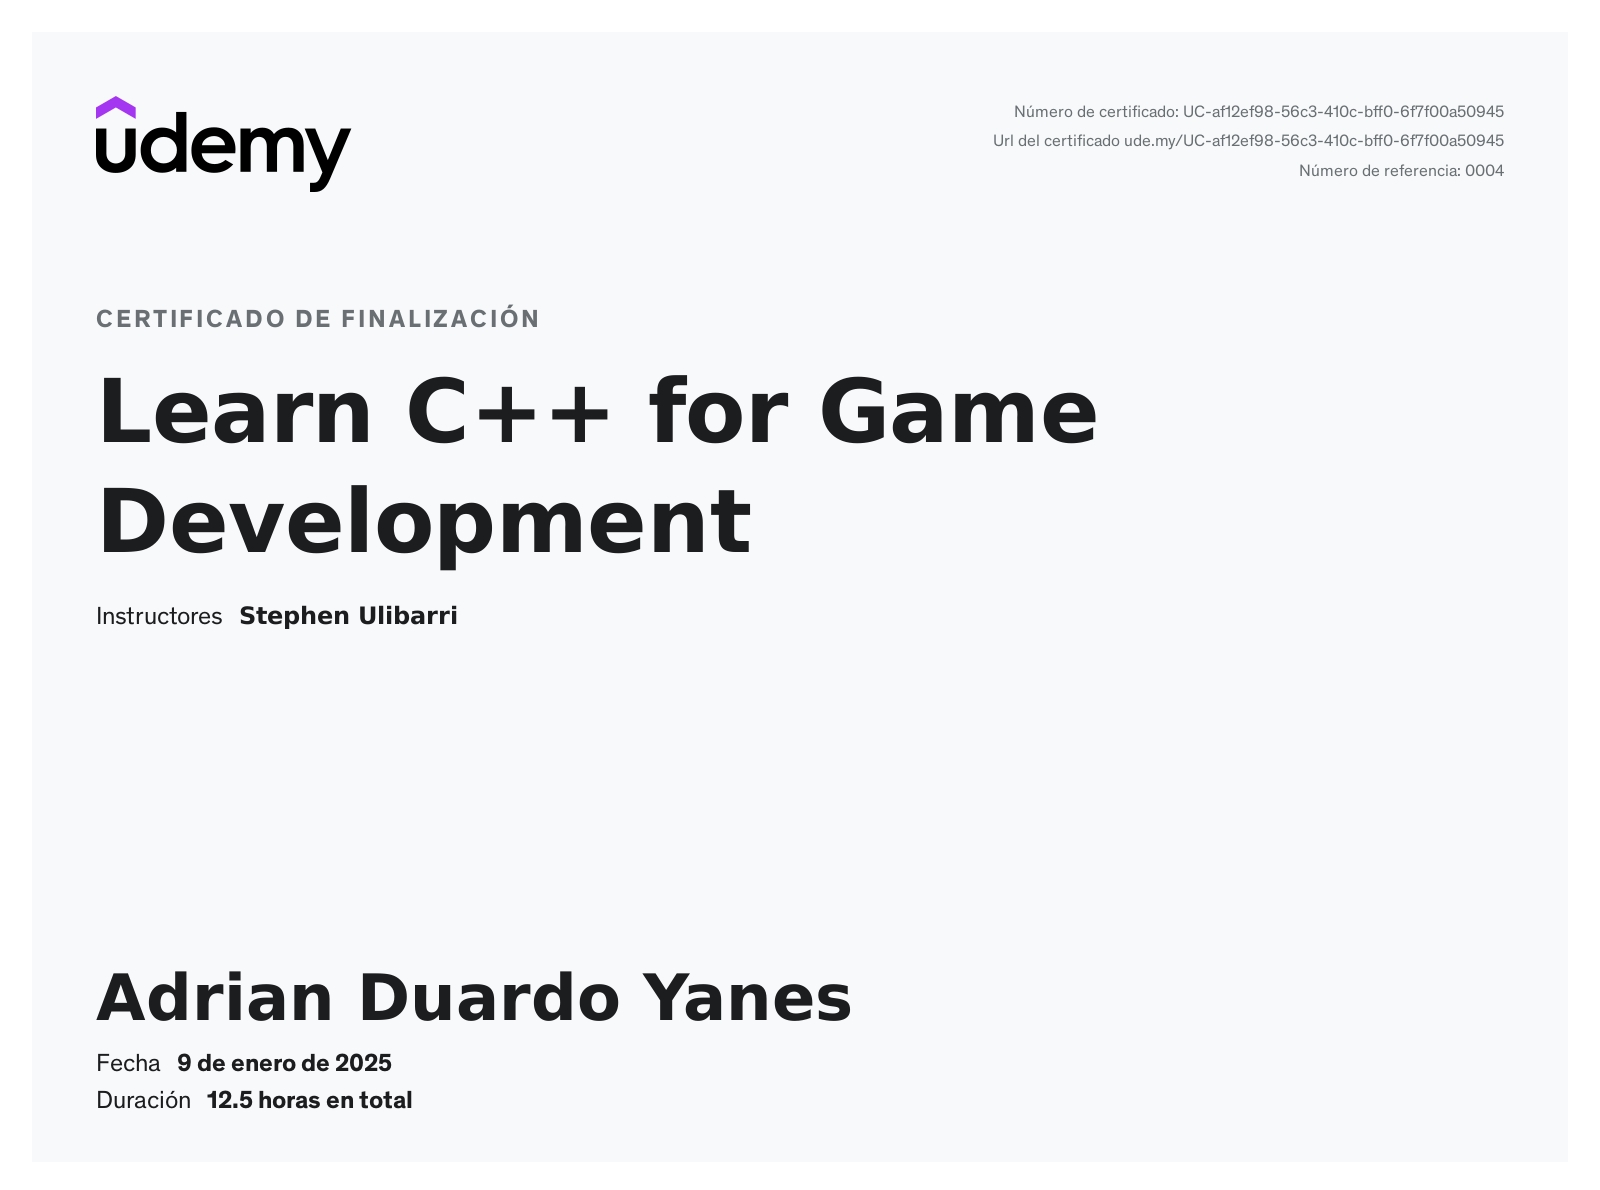 udemy
Número de certificado: UC-af12ef98-56c3-410c-bff0-6f7f00a50945
Url del certificado ude.my/UC-af12ef98-56c3-410c-bff0-6f7f00a50945
Número de referencia: 0004
CERTIFICADO DE FINALIZACIÓN
Learn C++ for Game
Development
Instructores Stephen Ulibarri
Adrian Duardo Yanes
Fecha 9 de enero de 2025
Duración 12.5 horas en total